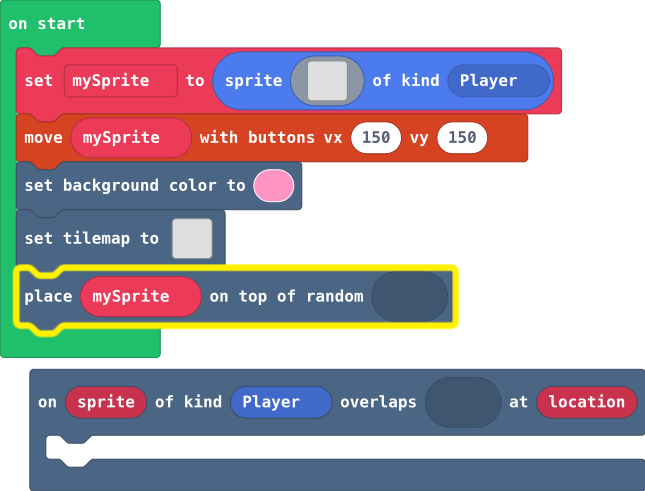 on start
set mySprite to sprite of kind Player
move mySprite with buttons vx 150 vy 150
set background color to
set tilemap to
place mySprite on top of random
on sprite of kind Player overlaps at location